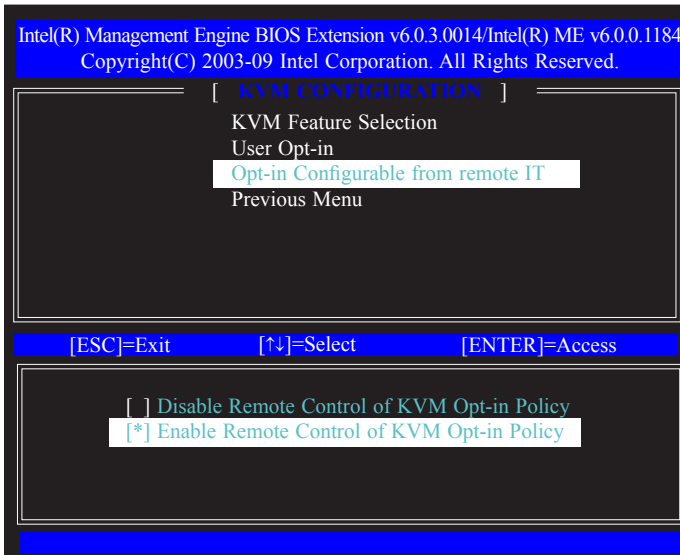 Intel(R) Management Engine BIOS Extension v6.0.3.0014/Intel(R) ME v6.0.0.1184
Copyright(C) 2003-09 Intel Corporation. All Rights Reserved.
[ KVM CONFIGURATION ]
KVM Feature Selection
User Opt-in
Opt-in Configurable from remote IT
Previous Menu
[ESC]=Exit [↑↓]=Select [ENTER]=Access
[ ] Disable Remote Control of KVM Opt-in Policy
[*] Enable Remote Control of KVM Opt-in Policy